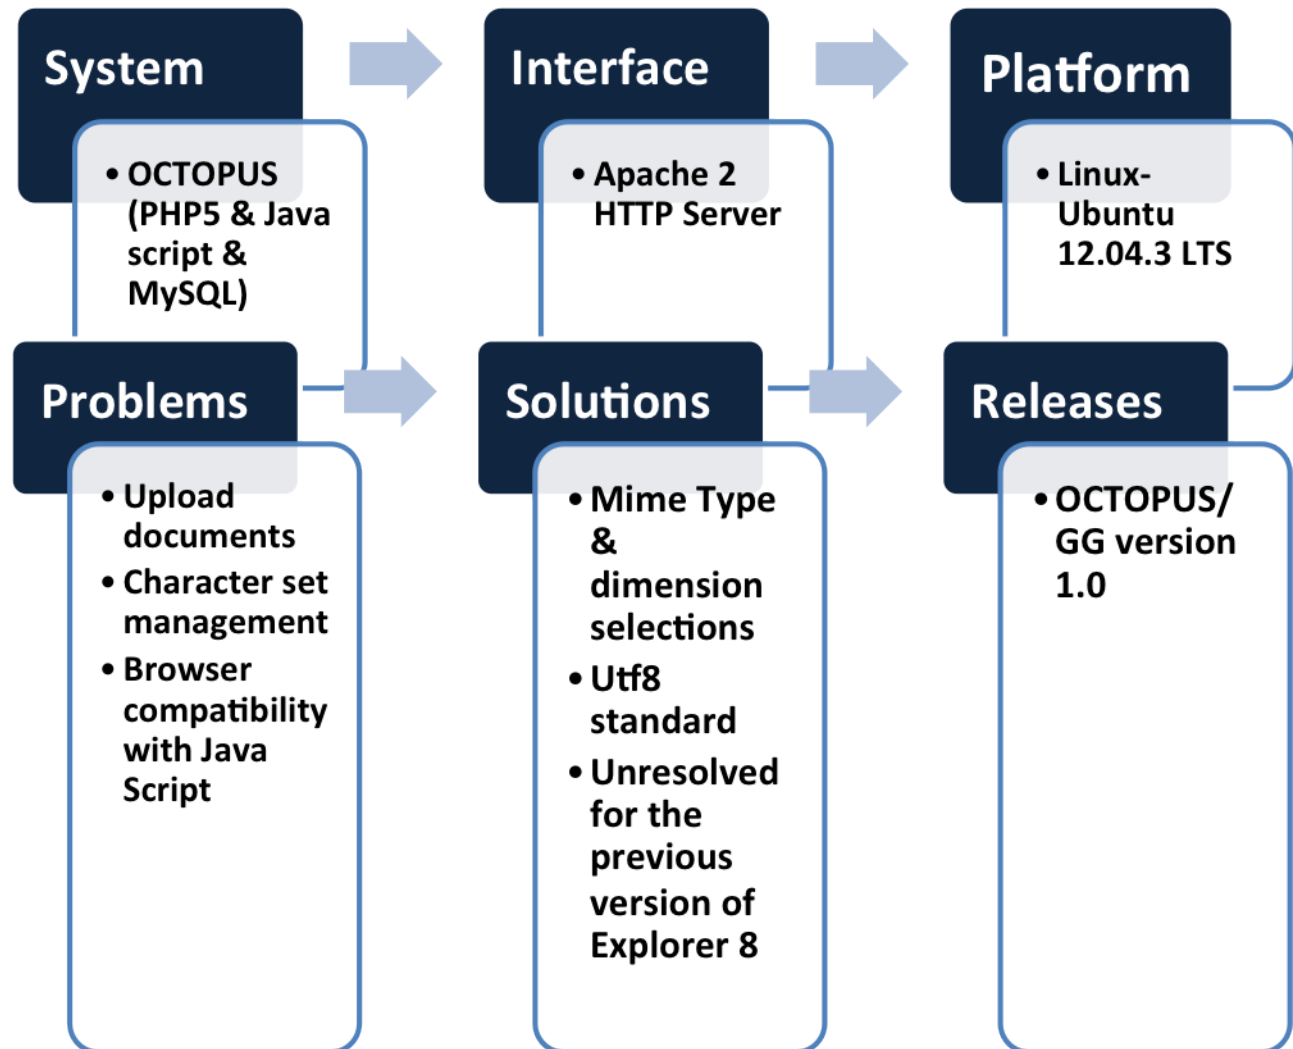 System
• OCTOPUS
(PHP5 & Java
script &
MySQL)
Interface
• Apache 2
HTTP Server
Platform
• Linux-
Ubuntu
12.04.3 LTS
Problems
• Upload
documents
• Character set
management
• Browser
compatibility
with Java
Script
Solutions
• Mime Type
&
dimension
selections
• Utf8
standard
• Unresolved
for the
previous
version of
Explorer 8
Releases
• OCTOPUS/
GG version
1.0